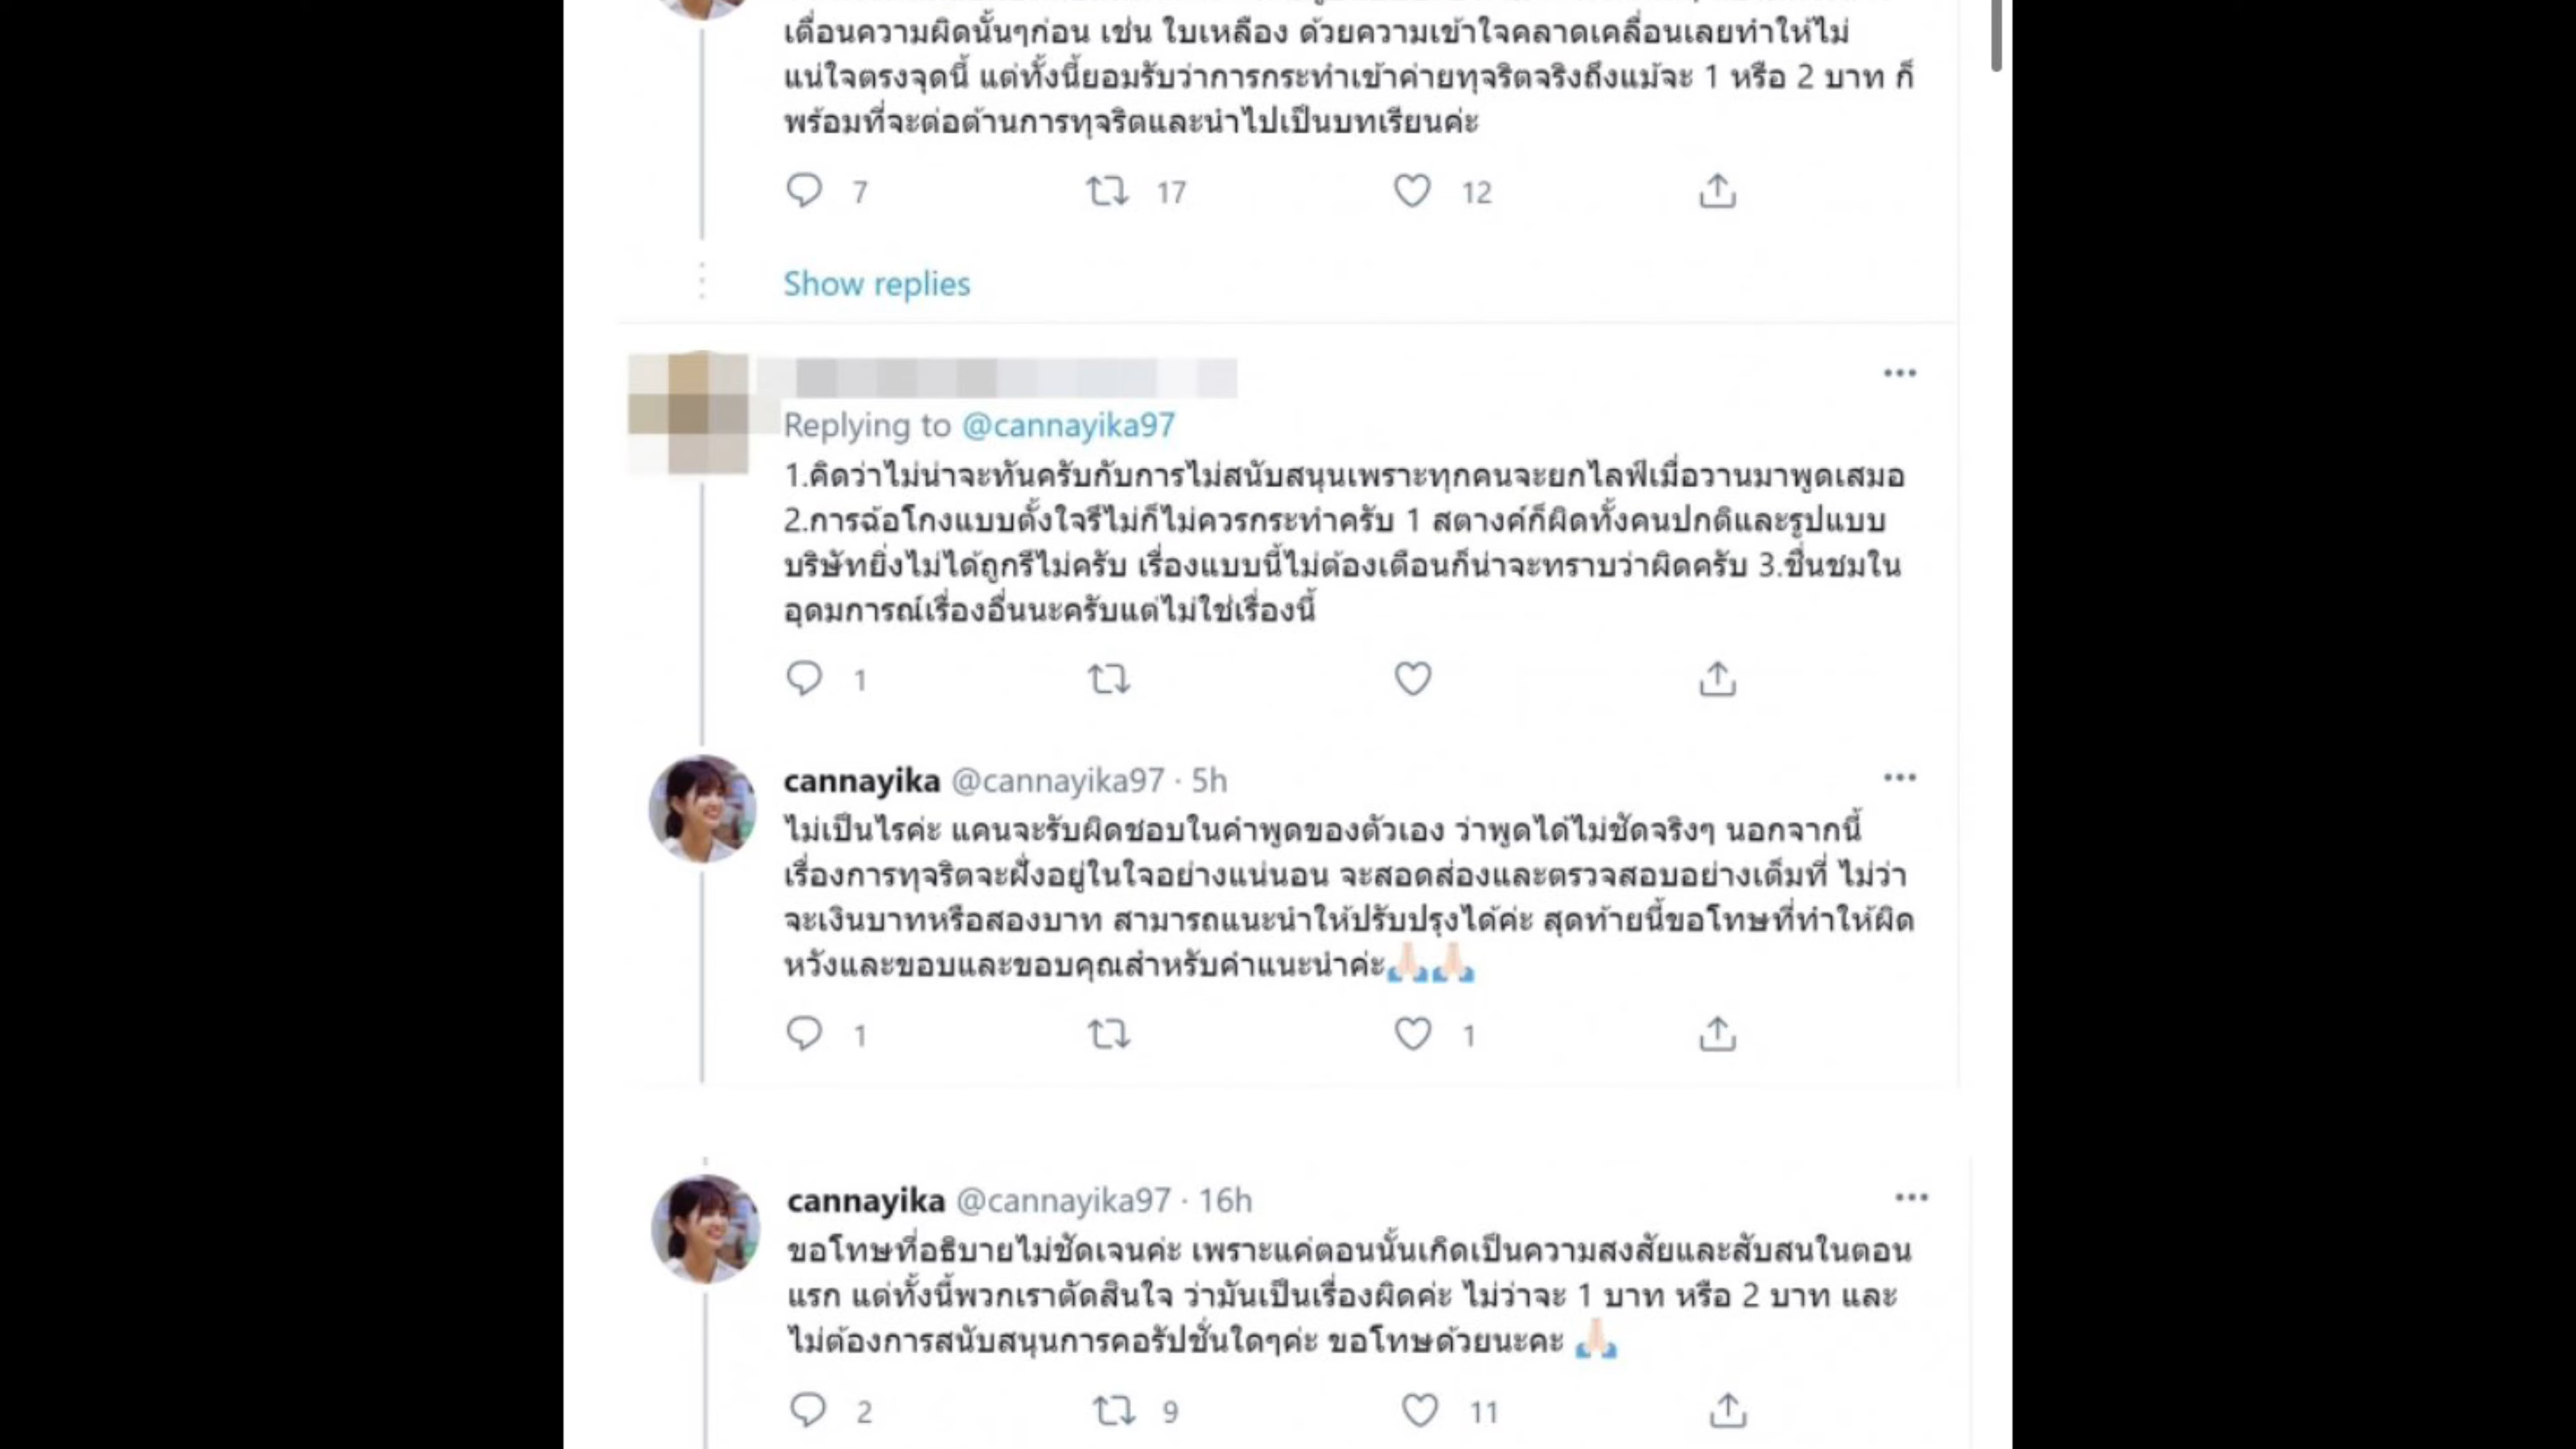 เตื่อนความผิดนั้นๆก่อน เช่น ใบเหลือง ด้วยความเข้าใจคลาดเคลื่อนเลยทำให้ไม่
แน่ใจตรงจุดนี้ แต่ทั้งนี้ยอมรับว่าการกระทำเข้าค่ายทุจริตจริงถึงแม้จะ 1 หรือ 2 บาท ก็
พร้อมที่จะต่อต้านการทุจริตและนำไปเป็นบทเรียนค่ะ
7 17 12
Show replies
Replying to @cannayika97
1.คิดว่าไม่น่าจะทันครับกับการไม่สนับสนุนเพราะทุกคนจะยกไลฟ์เมื่อวานมาพูดเสมอ
2.การฉ้อโกงแบบตั้งใจรึไม่ก็ไม่ควรกระทำครับ 1 สตางค์ก็ผิดทั้งคนปกติและรูปแบบ
บริษัทยิ่งไม่ได้ถูกรึไม่ครับ เรื่องแบบนี้ไม่ต้องเตือนก็น่าจะทราบว่าผิดครับ 3.ชื่นชมใน
อุดมการณ์เรื่องอื่นนะครับแต่ไม่ใช่เรื่องนี้
1
cannayika @cannayika97 · 5h
ไม่เป็นไรค่ะ แคนจะรับผิดชอบในคำพูดของตัวเอง ว่าพูดได้ไม่ชัดจริงๆ นอกจากนี้
เรื่องการทุจริตจะฝั่งอยู่ในใจอย่างแน่นอน จะสอดส่องและตรวจสอบอย่างเต็มที่ ไม่ว่า
จะเงินบาทหรือสองบาท สามารถแนะนำให้ปรับปรุงได้ค่ะ สุดท้ายนี้ขอโทษที่ทำให้ผิด
หวังและขอบและขอบคุณสำหรับคำแนะนำค่ะ🙏🏻🙏🏻
1 1
cannayika @cannayika97 · 16h
ขอโทษที่อธิบายไม่ชัดเจนค่ะ เพราะแค่ตอนนั้นเกิดเป็นความสงสัยและสับสนในตอน
แรก แต่ทั้งนี้พวกเราตัดสินใจ ว่ามันเป็นเรื่องผิดค่ะ ไม่ว่าจะ 1 บาท หรือ 2 บาท และ
ไม่ต้องการสนับสนุนการคอรัปชั่นใดๆค่ะ ขอโทษด้วยนะคะ 🙏🏻
2 9 11